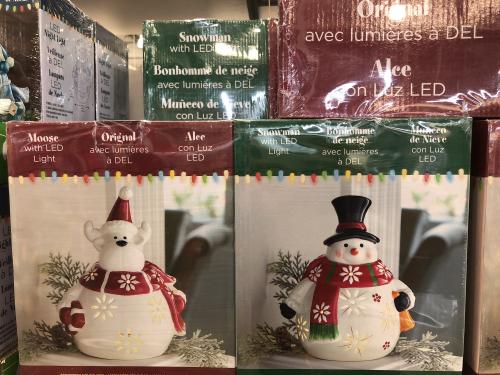 Snowman
with LED
Bonhomme de neige
avec lumières à DEL
Muñeco de Nieve
con Luz LED
Orignal
avec lumières à DEL
Alce
con Luz LED
Moose
with LED
Light
Orignal
avec lumières
à DEL
Alce
con Luz
LED
Snowman
with LED
Light
Bonhomme
de neige
avec lumières
à DEL
Muñeco
de Nieve
con Luz
LED